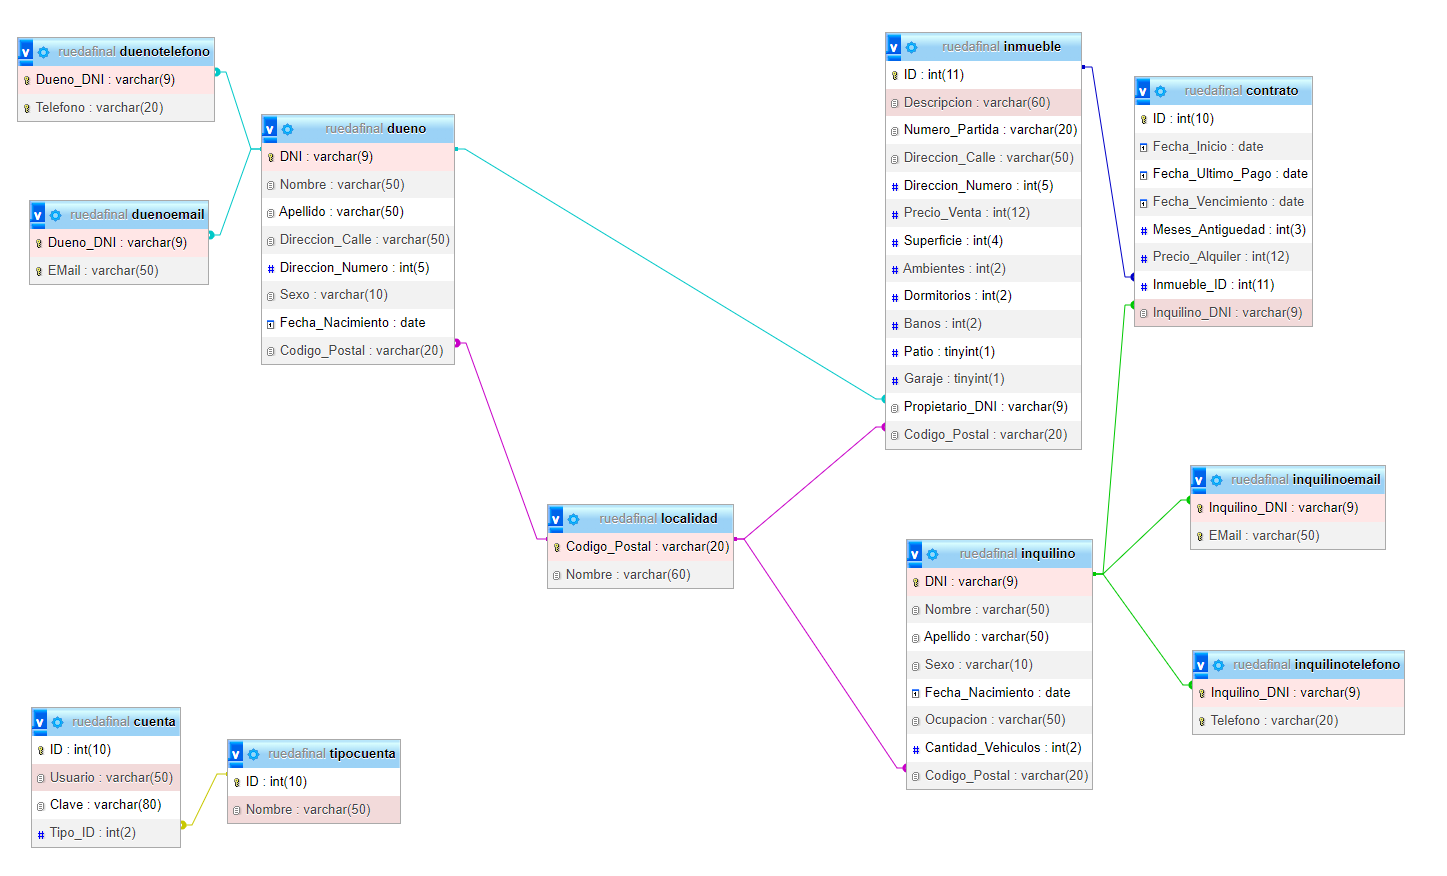 ruedafinal duenotelefono
Dueno_DNI : varchar(9)
Telefono : varchar(20)
ruedafinal duenoemail
Dueno_DNI : varchar(9)
EMail : varchar(50)
ruedafinal dueno
DNI : varchar(9)
Nombre : varchar(50)
Apellido : varchar(50)
Direccion_Calle : varchar(50)
Direccion_Numero : int(5)
Sexo : varchar(10)
Fecha_Nacimiento : date
Codigo_Postal : varchar(20)
ruedafinal inmueble
ID : int(11)
Descripcion : varchar(60)
Numero_Partida : varchar(20)
Direccion_Calle : varchar(50)
Direccion_Numero : int(5)
Precio_Venta : int(12)
Superficie : int(4)
Ambientes : int(2)
Dormitorios : int(2)
Banos : int(2)
Patio : tinyint(1)
Garaje : tinyint(1)
Propietario_DNI : varchar(9)
Codigo_Postal : varchar(20)
ruedafinal contrato
ID : int(10)
Fecha_Inicio : date
Fecha_Ultimo_Pago : date
Fecha_Vencimiento : date
Meses_Antiguedad : int(3)
Precio_Alquiler : int(12)
Inmueble_ID : int(11)
Inquilino_DNI : varchar(9)
ruedafinal localidad
Codigo_Postal : varchar(20)
Nombre : varchar(60)
ruedafinal inquilino
DNI : varchar(9)
Nombre : varchar(50)
Apellido : varchar(50)
Sexo : varchar(10)
Fecha_Nacimiento : date
Ocupacion : varchar(50)
Cantidad_Vehiculos : int(2)
Codigo_Postal : varchar(20)
ruedafinal inquilinoemail
Inquilino_DNI : varchar(9)
EMail : varchar(50)
ruedafinal inquilinotelefono
Inquilino_DNI : varchar(9)
Telefono : varchar(20)
ruedafinal cuenta
ID : int(10)
Usuario : varchar(50)
Clave : varchar(80)
Tipo_ID : int(2)
ruedafinal tipocuenta
ID : int(10)
Nombre : varchar(50)